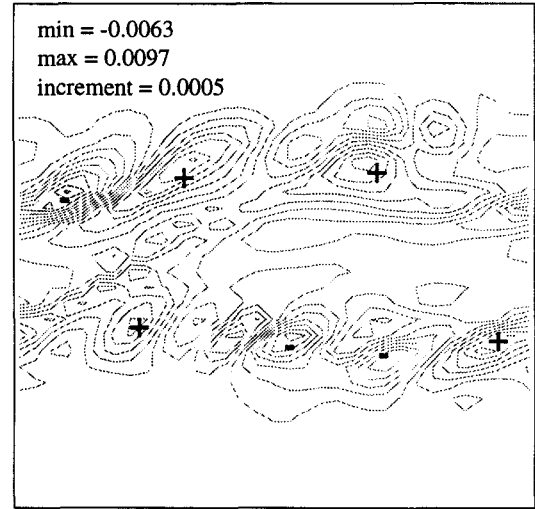 min = -0.0063
max = 0.0097
increment = 0.0005
- + +
+ - - +